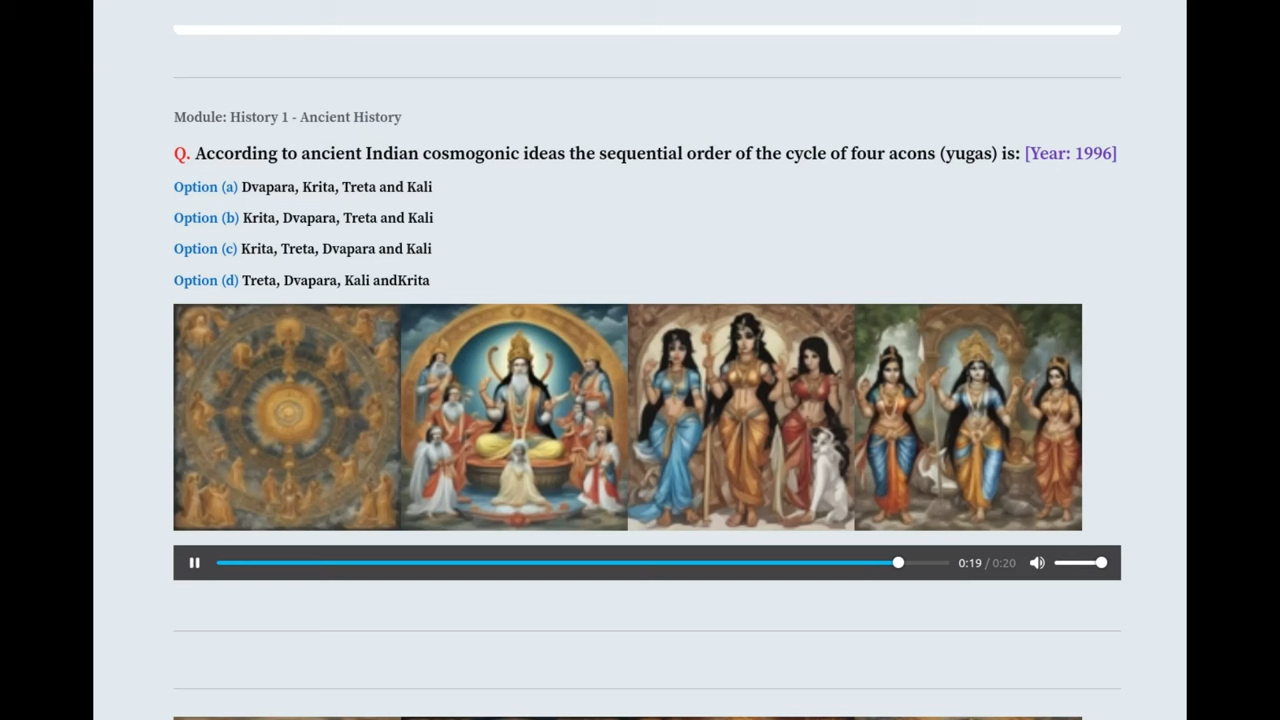 Module: History 1 - Ancient History
Q. According to ancient Indian cosmogonic ideas the sequential order of the cycle of four acons (yugas) is: [Year: 1996]
Option (a) Dvapara, Krita, Treta and Kali
Option (b) Krita, Dvapara, Treta and Kali
Option (c) Krita, Treta, Dvapara and Kali
Option (d) Treta, Dvapara, Kali andKrita
0:19 / 0:20